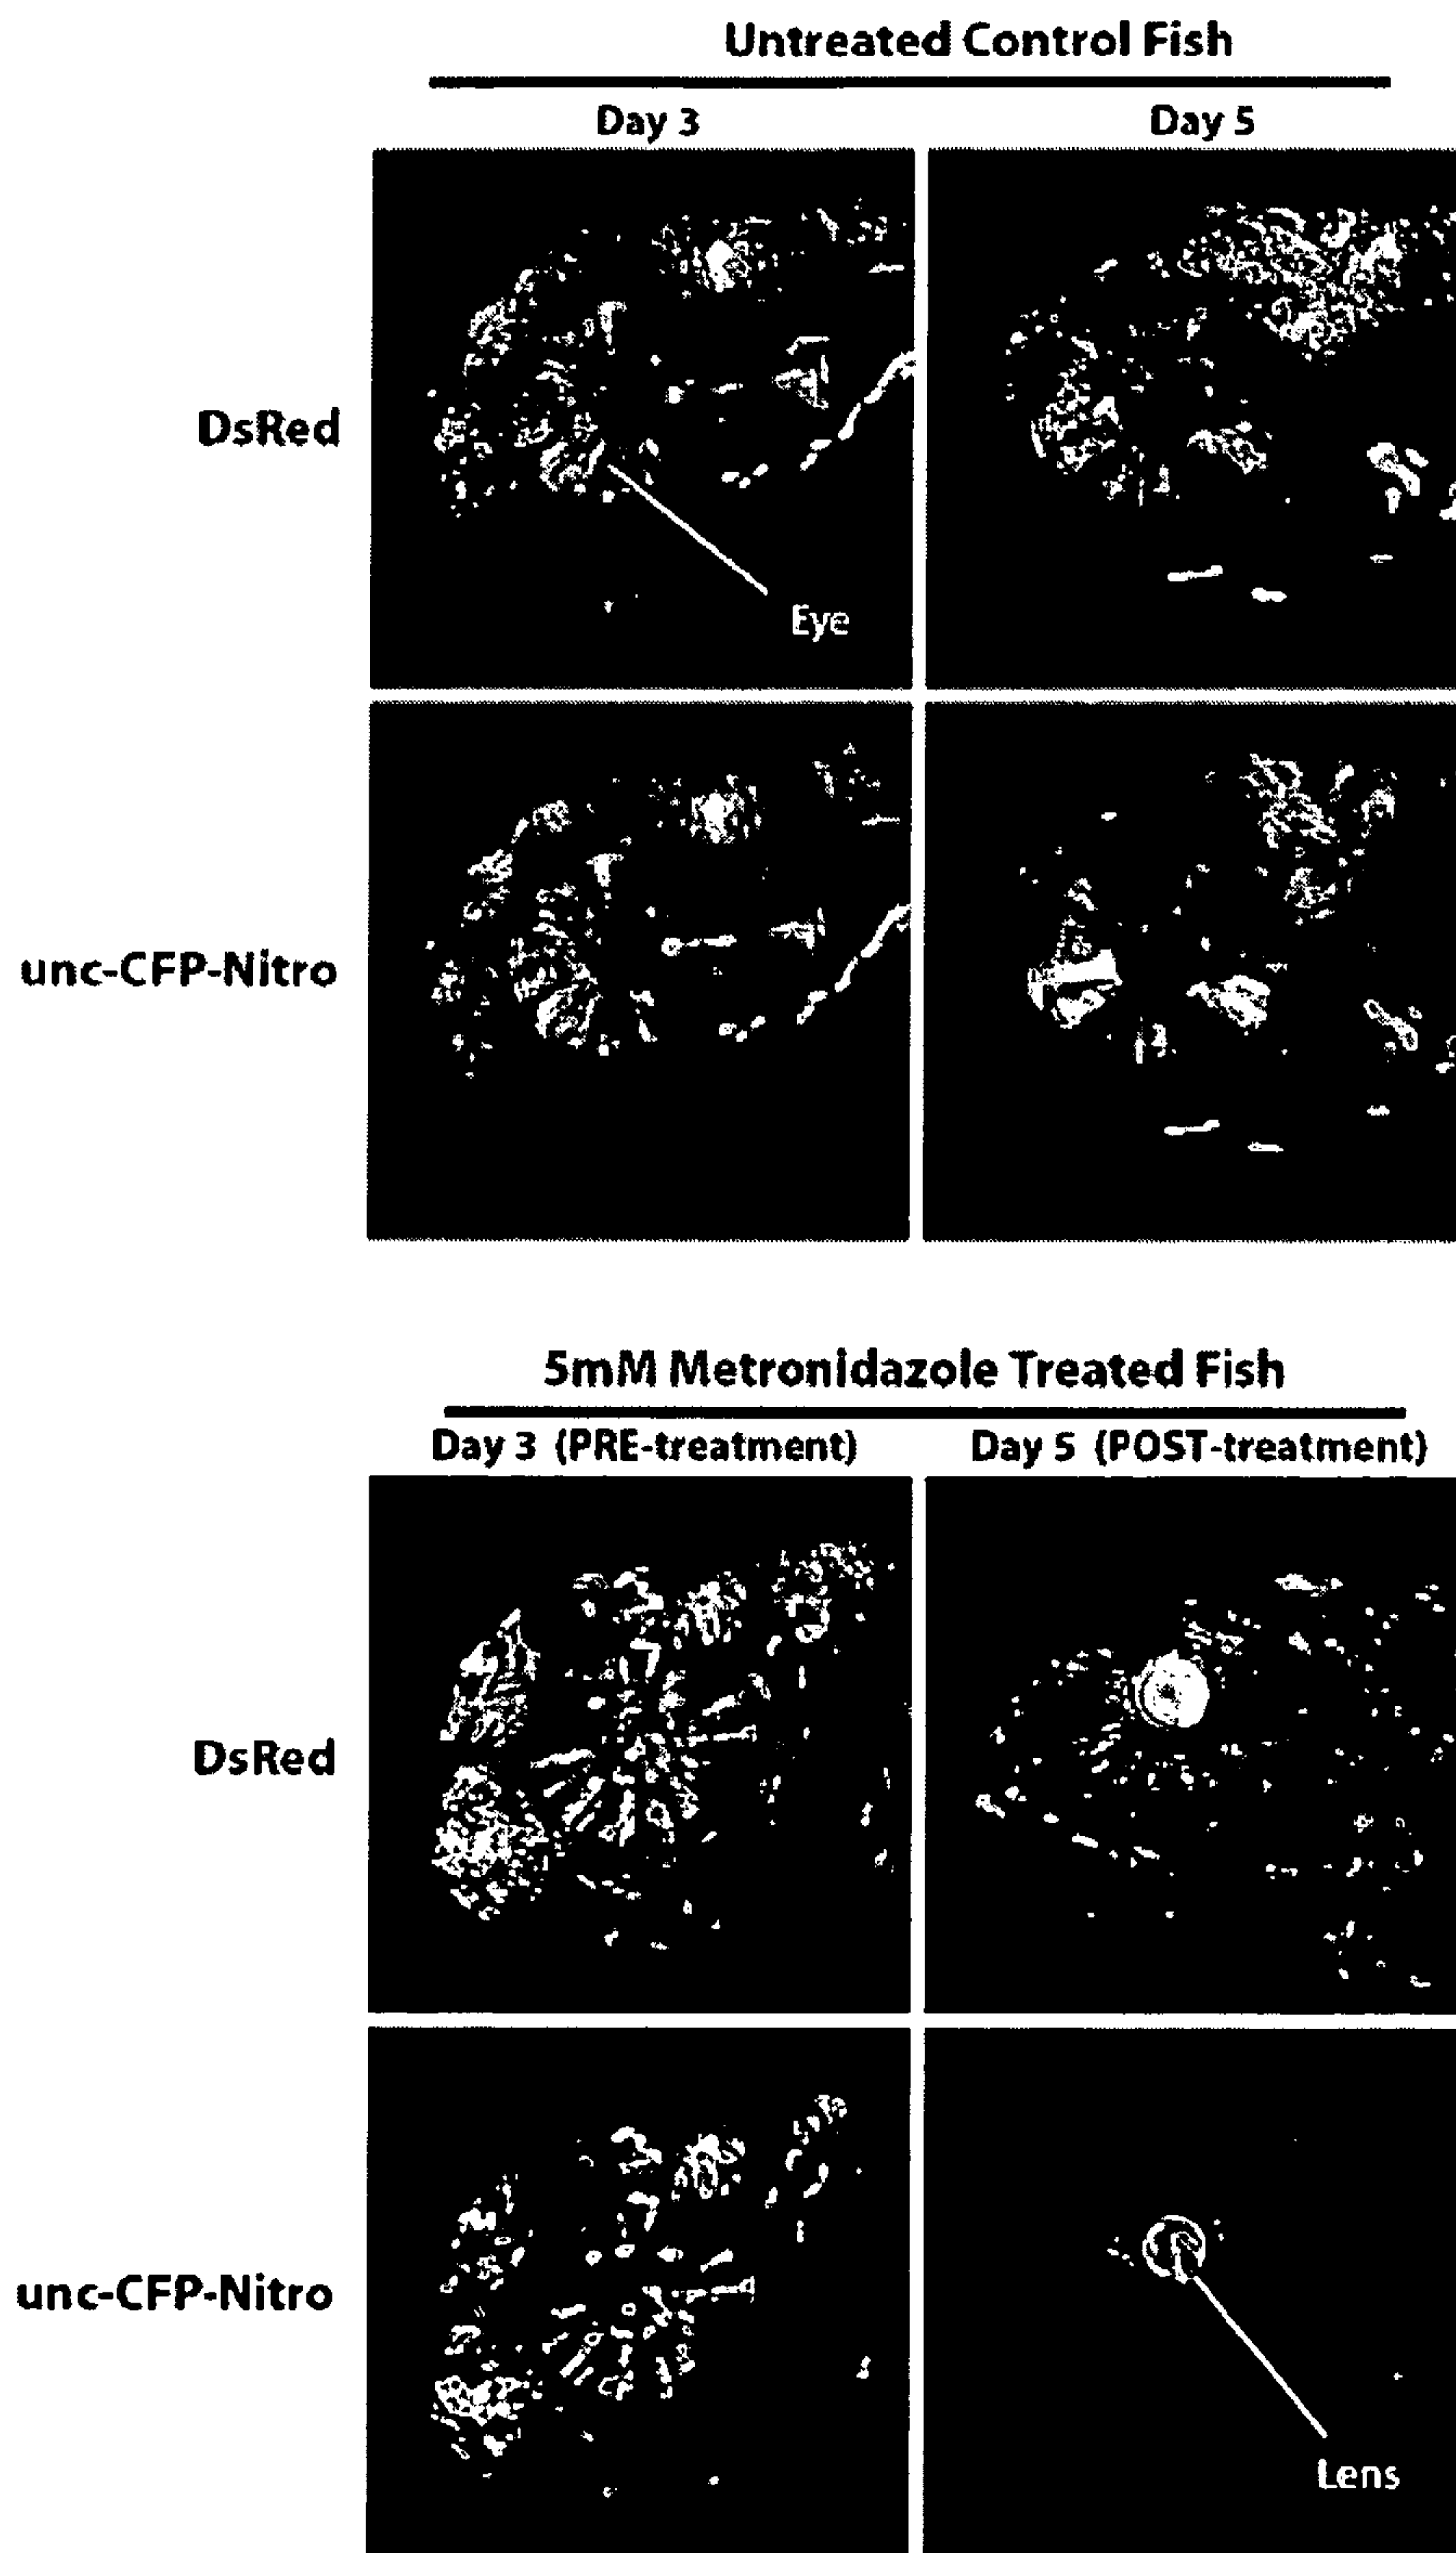 Untreated Control Fish
Day 3 Day 5
DsRed
Eye
unc-CFP-Nitro
5mM Metronidazole Treated Fish
Day 3 (PRE-treatment) Day 5 (POST-treatment)
DsRed
unc-CFP-Nitro
Lens